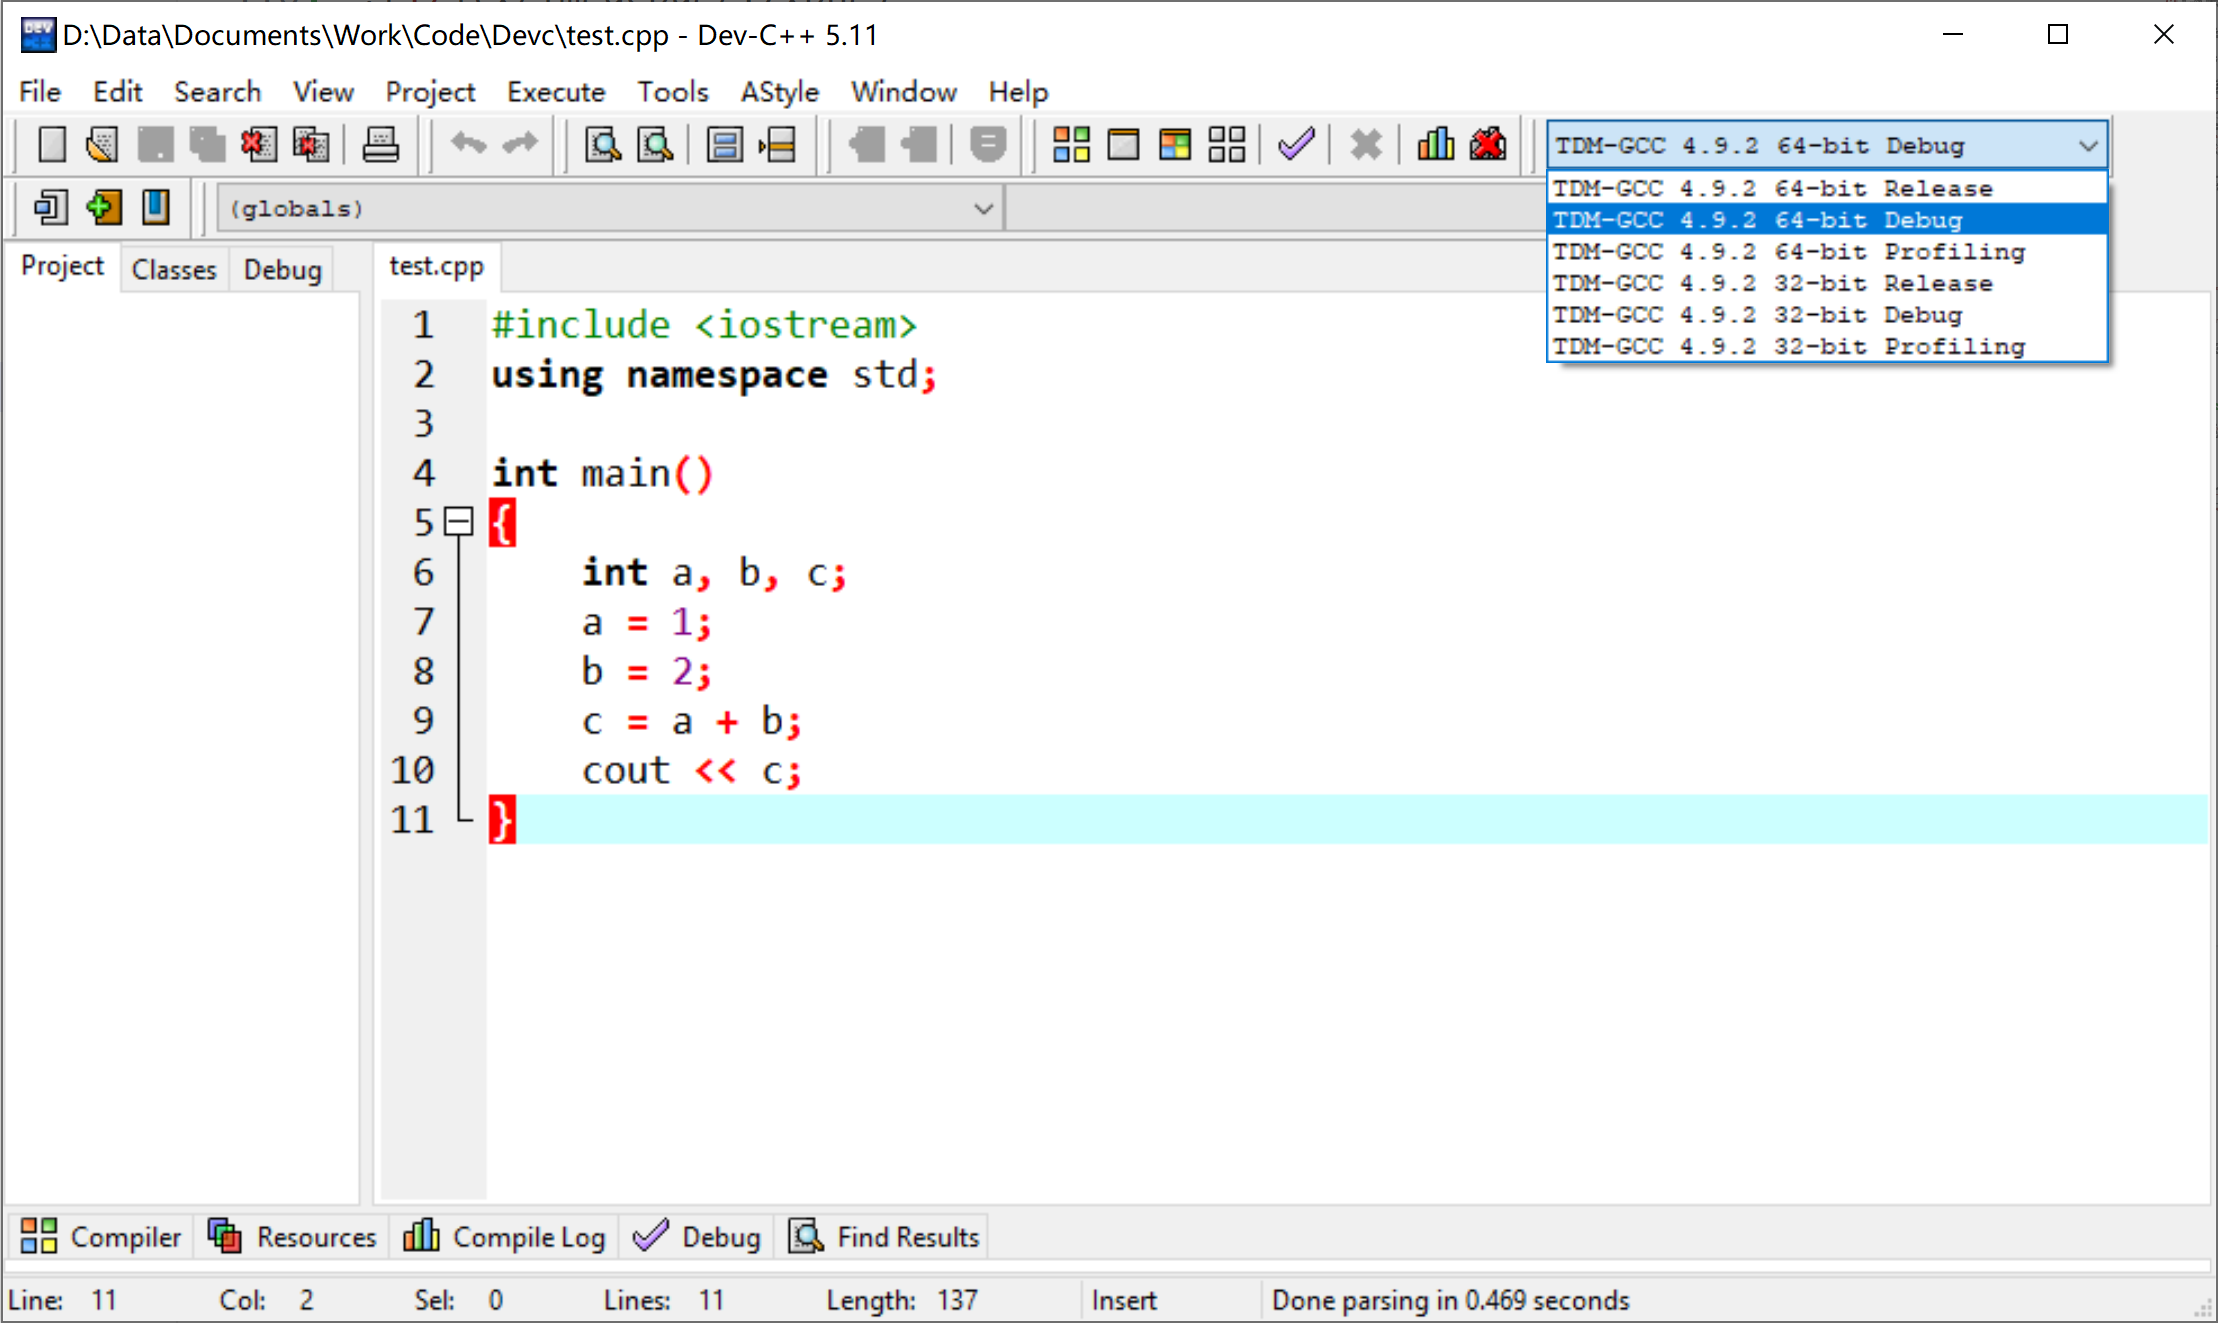 D:\Data\Documents\Work\Code\Devc\test.cpp - Dev-C++ 5.11
File Edit Search View Project Execute Tools AStyle Window Help
TDM-GCC 4.9.2 64-bit Debug
TDM-GCC 4.9.2 64-bit Release
TDM-GCC 4.9.2 64-bit Debug
TDM-GCC 4.9.2 64-bit Profiling
TDM-GCC 4.9.2 32-bit Release
TDM-GCC 4.9.2 32-bit Debug
TDM-GCC 4.9.2 32-bit Profiling
(globals)
Project Classes Debug
test.cpp
1 #include <iostream>
2 using namespace std;
3
4 int main()
5 {
6 int a, b, c;
7 a = 1;
8 b = 2;
9 c = a + b;
10 cout << c;
11 }
Compiler Resources Compile Log Debug Find Results
Line: 11 Col: 2 Sel: 0 Lines: 11 Length: 137 Insert Done parsing in 0.469 seconds